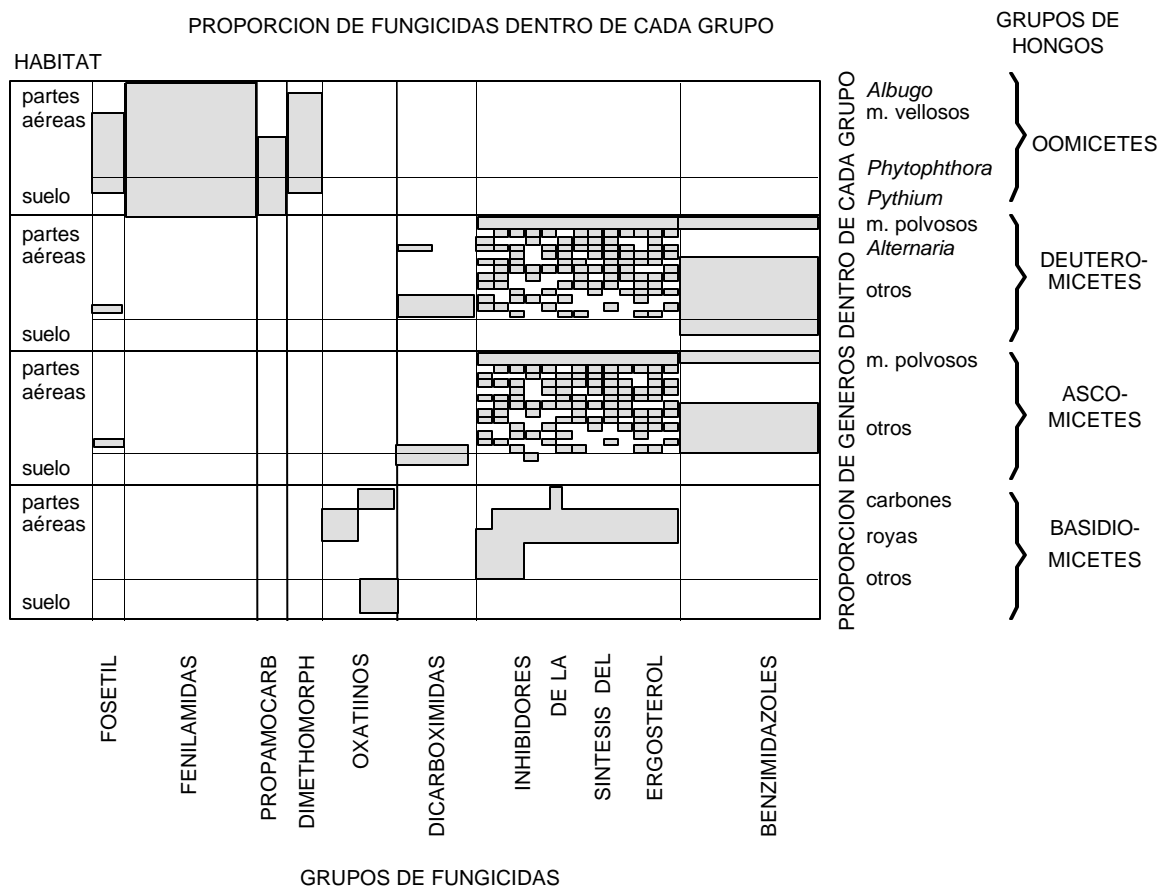 PROPORCION DE FUNGICIDAS DENTRO DE CADA GRUPO
GRUPOS DE
HONGOS
HABITAT
partes
aéreas
suelo
partes
aéreas
suelo
partes
aéreas
suelo
partes
aéreas
suelo
PROPORCION DE GENEROS DENTRO DE CADA GRUPO
Albugo
m. vellosos
Phytophthora
Pythium
m. polvosos
Alternaria
otros
m. polvosos
otros
carbones
royas
otros
OOMICETES
DEUTERO-
MICETES
ASCO-
MICETES
BASIDIO-
MICETES
FOSETIL
FENILAMIDAS
PROPAMOCARB
DIMETHOMORPH
OXATIINOS
DICARBOXIMIDAS
INHIBIDORES
DE LA
SINTESIS DEL
ERGOSTEROL
BENZIMIDAZOLES
GRUPOS DE FUNGICIDAS